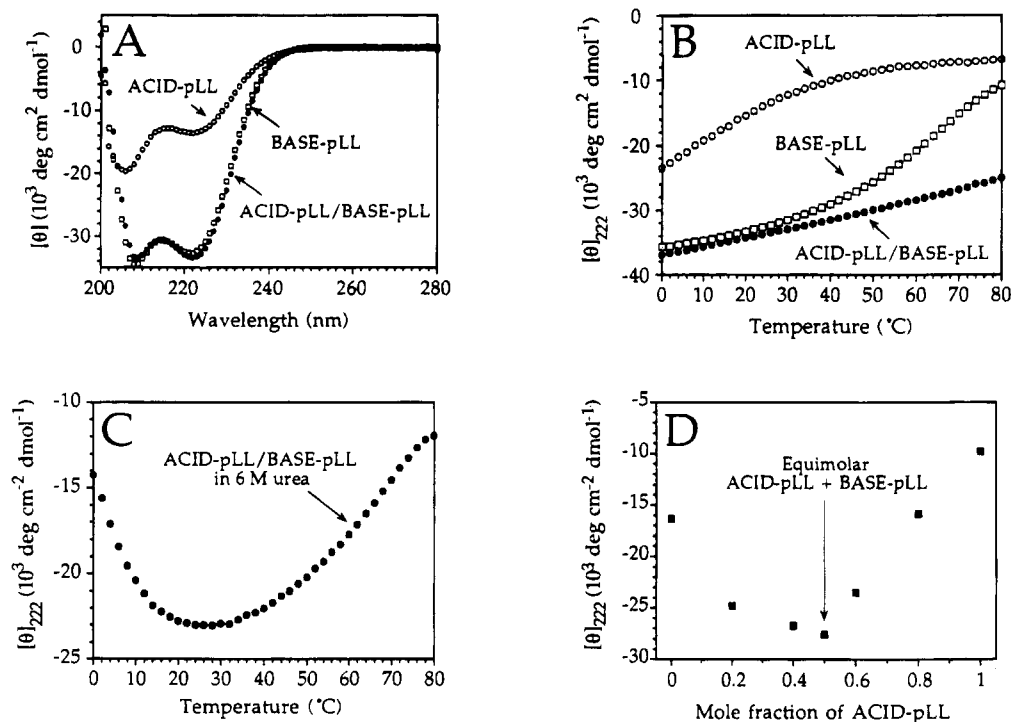 A
0
-10
-20
-30
[θ] (10³ deg cm² dmol⁻¹)
ACID-pLL
BASE-pLL
ACID-pLL/BASE-pLL
200
220
240
260
280
Wavelength (nm)
B
0
-10
-20
-30
-40
[θ]₂₂₂ (10³ deg cm² dmol⁻¹)
ACID-pLL
BASE-pLL
ACID-pLL/BASE-pLL
0
10
20
30
40
50
60
70
80
Temperature (°C)
C
-10
-15
-20
-25
[θ]₂₂₂ (10³ deg cm⁻² dmol⁻¹)
ACID-pLL/BASE-pLL
in 6 M urea
0
10
20
30
40
50
60
70
80
Temperature (°C)
D
-5
-10
-15
-20
-25
-30
[θ]₂₂₂ (10³ deg cm⁻² dmol⁻¹)
Equimolar
ACID-pLL + BASE-pLL
0
0.2
0.4
0.6
0.8
1
Mole fraction of ACID-pLL